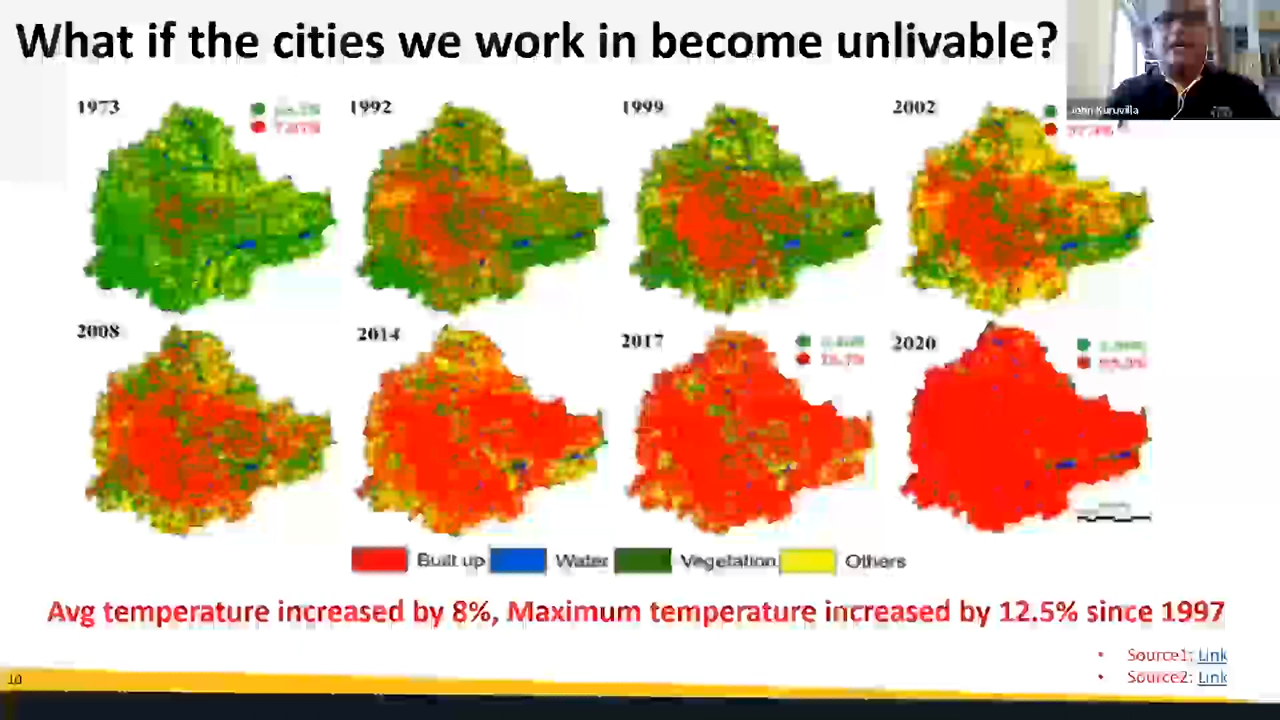 What if the cities we work in become unlivable?
John Kuruvilla
1973 1992 1999 2002
2008 2014 2017 2020
Built up Water Vegetation Others
Avg temperature increased by 8%, Maximum temperature increased by 12.5% since 1997
• Source1: Link
• Source2: Link
10